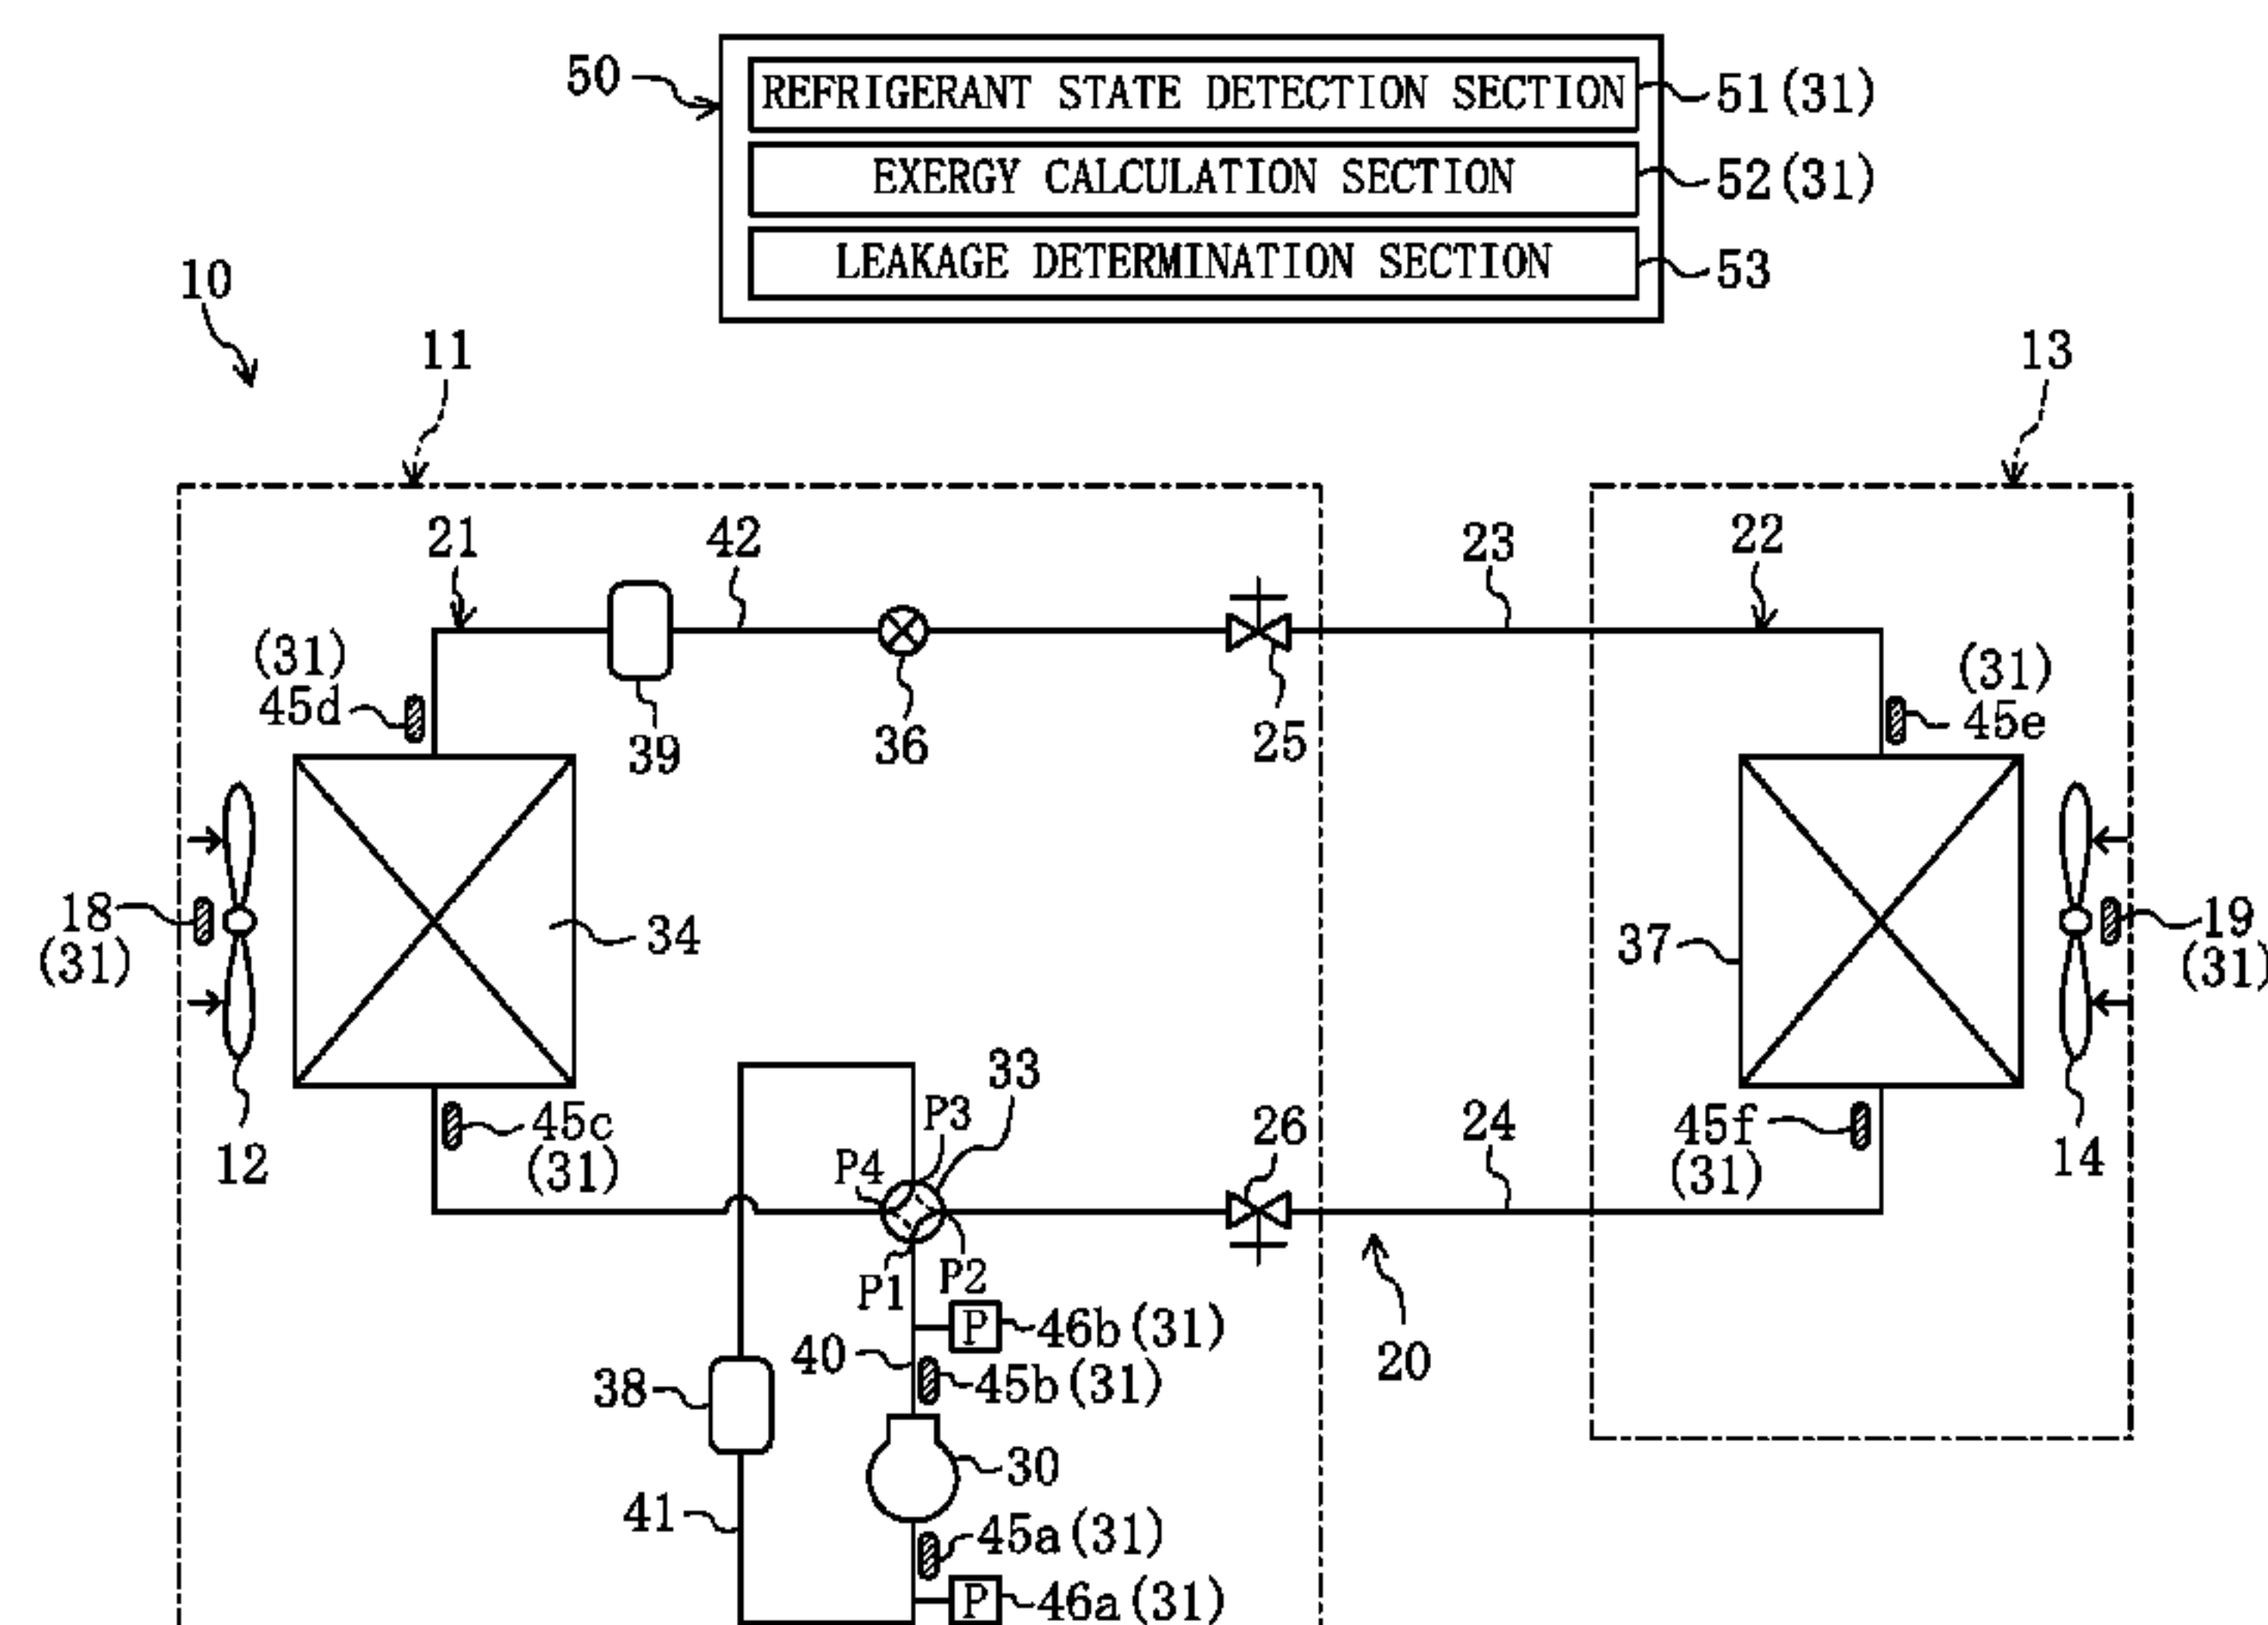 50
REFRIGERANT STATE DETECTION SECTION
51(31)
EXERGY CALCULATION SECTION
52(31)
LEAKAGE DETERMINATION SECTION
53
10
11
13
21
42
23
22
(31)
45d
39
36
25
(31)
45e
18
(31)
34
37
19
(31)
12
45c
(31)
P3
33
P4
26
24
45f
(31)
14
P1
P2
P
46b(31)
40
45b(31)
20
38
30
41
45a(31)
P
46a(31)